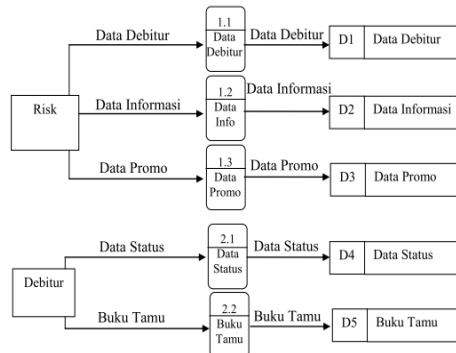 1.1
Data Debitur
Data
Debitur
Data Debitur
D1
Data Debitur
Risk
Data Informasi
1.2
Data
Info
Data Informasi
D2
Data Informasi
Data Promo
1.3
Data
Promo
Data Promo
D3
Data Promo
Debitur
Data Status
2.1
Data
Status
Data Status
D4
Data Status
Buku Tamu
2.2
Buku
Tamu
Buku Tamu
D5
Buku Tamu